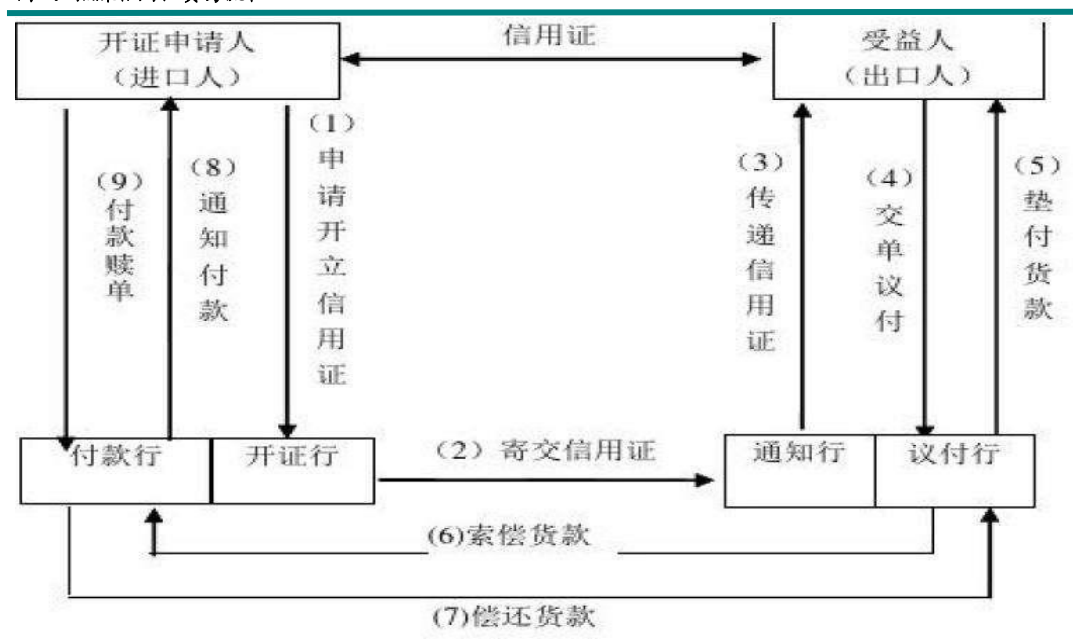 开证申请人
（进口人）
信用证
受益人
（出口人）
（1）申请开立信用证
（8）通知付款
（9）付款赎单
（3）传递信用证
（4）交单议付
（5）垫付货款
付款行
开证行
（2）寄交信用证
通知行
议付行
(6)索偿货款
(7)偿还货款